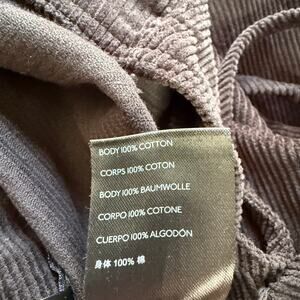 BODY 100% COTTON
CORPS 100% COTON
BODY 100% BAUMWOLLE
CORPO 100% COTONE
CUERPO 100% ALGODÓN
身体 100% 棉